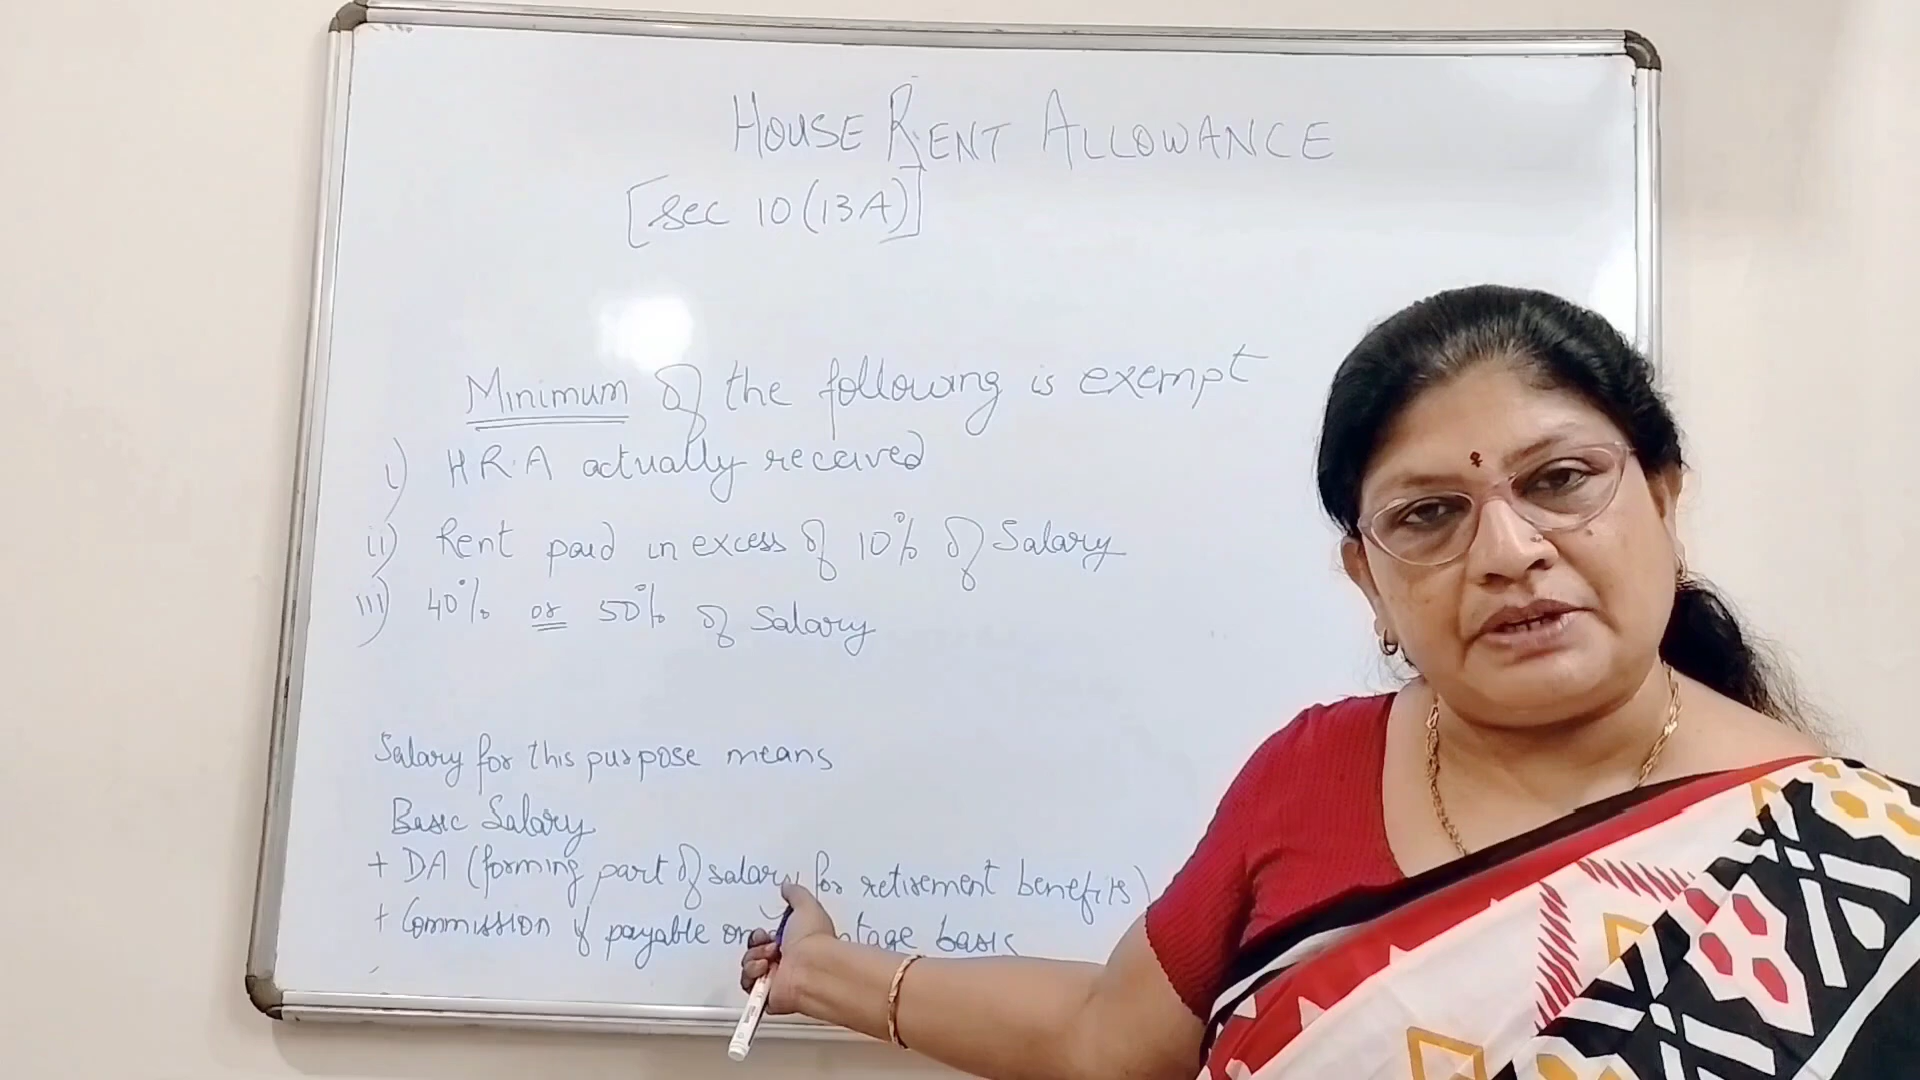 HOUSE RENT ALLOWANCE
[sec 10(13A)]
Minimum of the following is exempt
i) H.R.A actually received
ii) Rent paid in excess of 10% of Salary
iii) 40% or 50% of Salary
Salary for this purpose means
Basic Salary
+ DA (forming part of salary for retirement benefits)
+ Commission if payable on basis